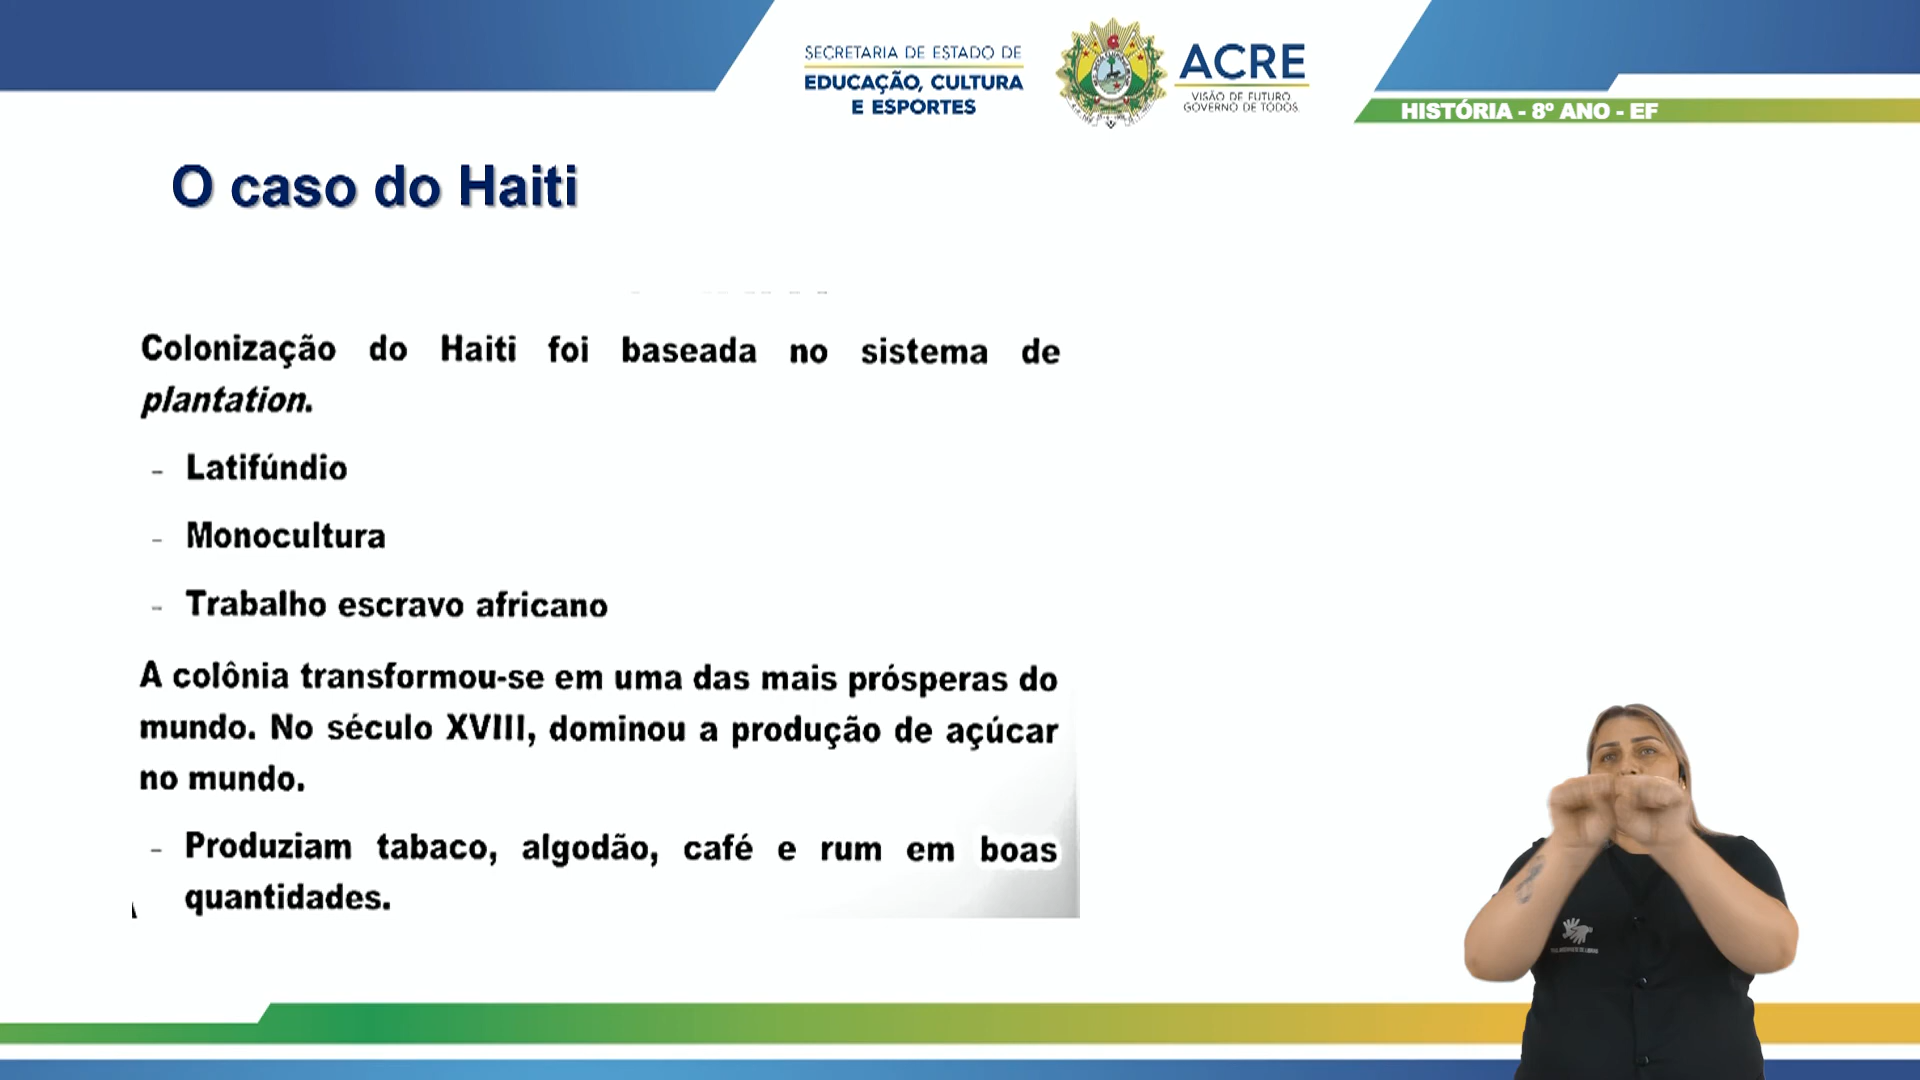 SECRETARIA DE ESTADO DE
EDUCAÇÃO, CULTURA
E ESPORTES
ACRE
VISÃO DE FUTURO
GOVERNO DE TODOS
HISTÓRIA - 8º ANO - EF
O caso do Haiti
Colonização do Haiti foi baseada no sistema de
plantation.
- Latifúndio
- Monocultura
- Trabalho escravo africano
A colônia transformou-se em uma das mais prósperas do
mundo. No século XVIII, dominou a produção de açúcar
no mundo.
- Produziam tabaco, algodão, café e rum em boas
quantidades.